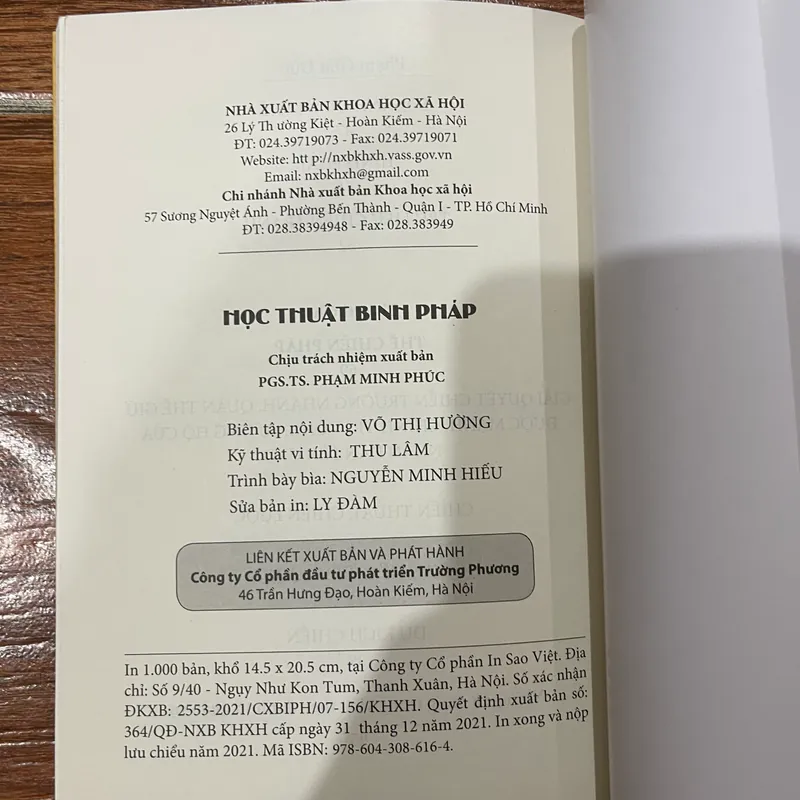 NHÀ XUẤT BẢN KHOA HỌC XÃ HỘI
26 Lý Th ường Kiệt - Hoàn Kiếm - Hà Nội
ĐT: 024.39719073 - Fax: 024.39719071
Website: htt p://nxbkhxh.vass.gov.vn
Email: nxbkhxh@gmail.com
Chi nhánh Nhà xuất bản Khoa học xã hội
57 Sương Nguyệt Ánh - Phường Bến Thành - Quận I - TP. Hồ Chí Minh
ĐT: 028.38394948 - Fax: 028.383949
HỌC THUẬT BINH PHÁP
Chịu trách nhiệm xuất bản
PGS.TS. PHẠM MINH PHÚC
Biên tập nội dung: VÕ THỊ HƯỜNG
Kỹ thuật vi tính: THU LÂM
Trình bày bìa: NGUYỄN MINH HIẾU
Sửa bản in: LY ĐÀM
LIÊN KẾT XUẤT BẢN VÀ PHÁT HÀNH
Công ty Cổ phần đầu tư phát triển Trường Phương
46 Trần Hưng Đạo, Hoàn Kiếm, Hà Nội
In 1.000 bản, khổ 14.5 x 20.5 cm, tại Công ty Cổ phần In Sao Việt. Địa
chỉ: Số 9/40 - Ngụy Như Kon Tum, Thanh Xuân, Hà Nội. Số xác nhận
ĐKXB: 2553-2021/CXBIPH/07-156/KHXH. Quyết định xuất bản số:
364/QĐ-NXB KHXH cấp ngày 31 tháng 12 năm 2021. In xong và nộp
lưu chiểu năm 2021. Mã ISBN: 978-604-308-616-4.